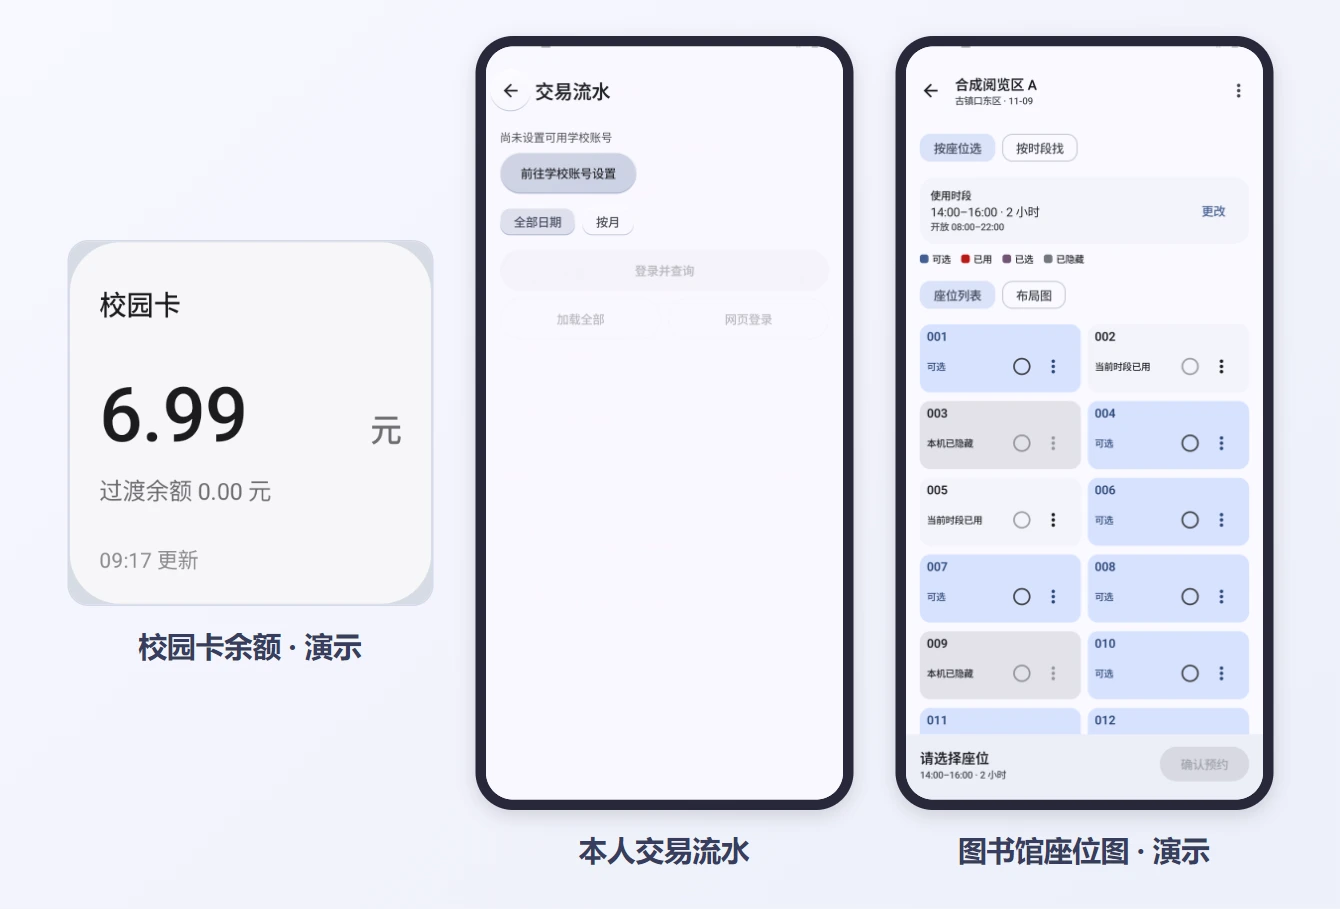 校园卡
6.99 元
过渡余额 0.00 元
09:17 更新
校园卡余额 · 演示
交易流水
尚未设置可用学校账号
前往学校账号设置
全部日期 按月
登录并查询
加载全部 网页登录
本人交易流水
合成阅览区 A
古镇口东区 · 11-09
按座位选 按时段找
使用时段
14:00–16:00 · 2 小时
更改
开放 08:00–22:00
可选 已用 已选 已隐藏
座位列表 布局图
001 002
可选 当前时段已用
003 004
本机已隐藏 可选
005 006
当前时段已用 可选
007 008
可选 可选
009 010
本机已隐藏 可选
011 012
请选择座位
14:00–16:00 · 2 小时
确认预约
图书馆座位图 · 演示